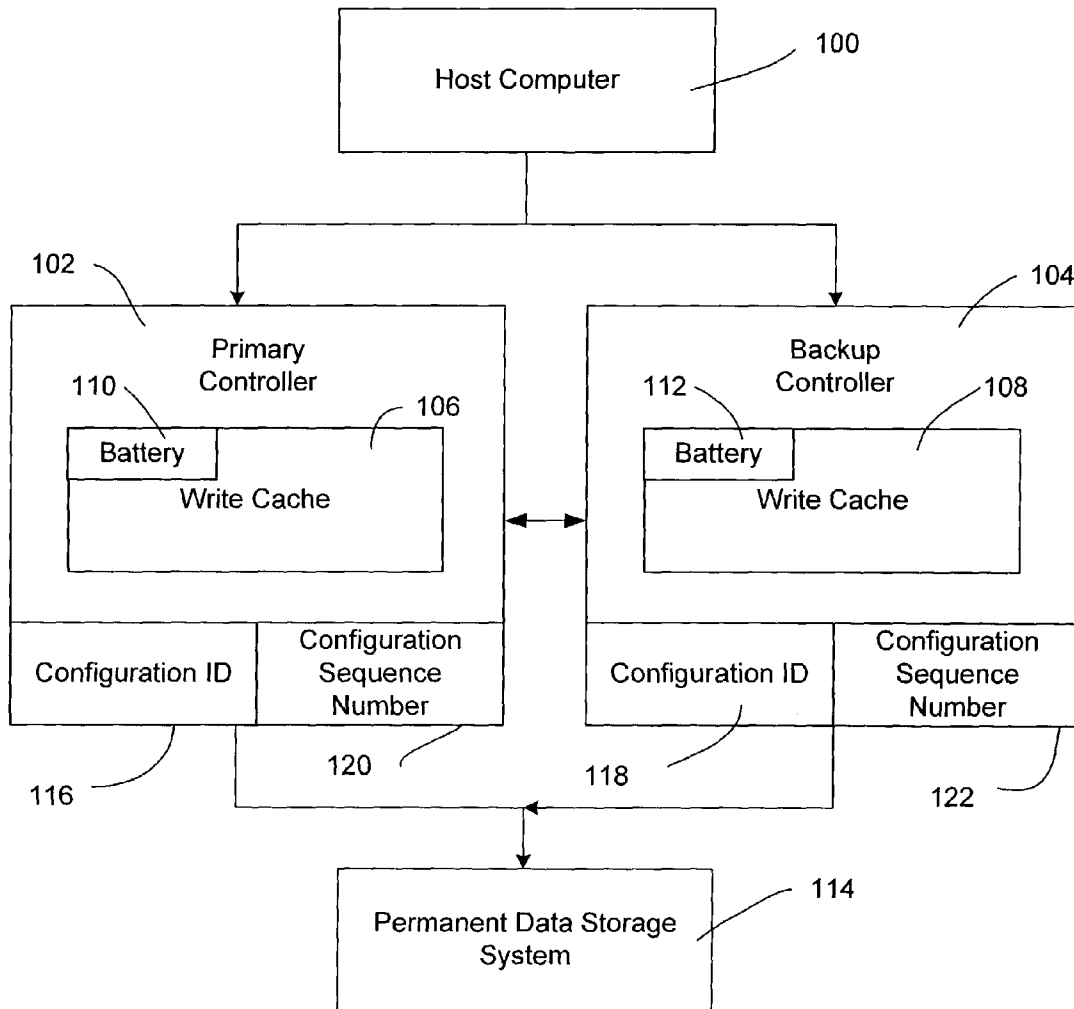 100
Host Computer
102
104
Primary
Controller
Backup
Controller
110
106
112
108
Battery
Write Cache
Battery
Write Cache
Configuration ID
Configuration
Sequence
Number
Configuration ID
Configuration
Sequence
Number
116
120
118
122
114
Permanent Data Storage
System